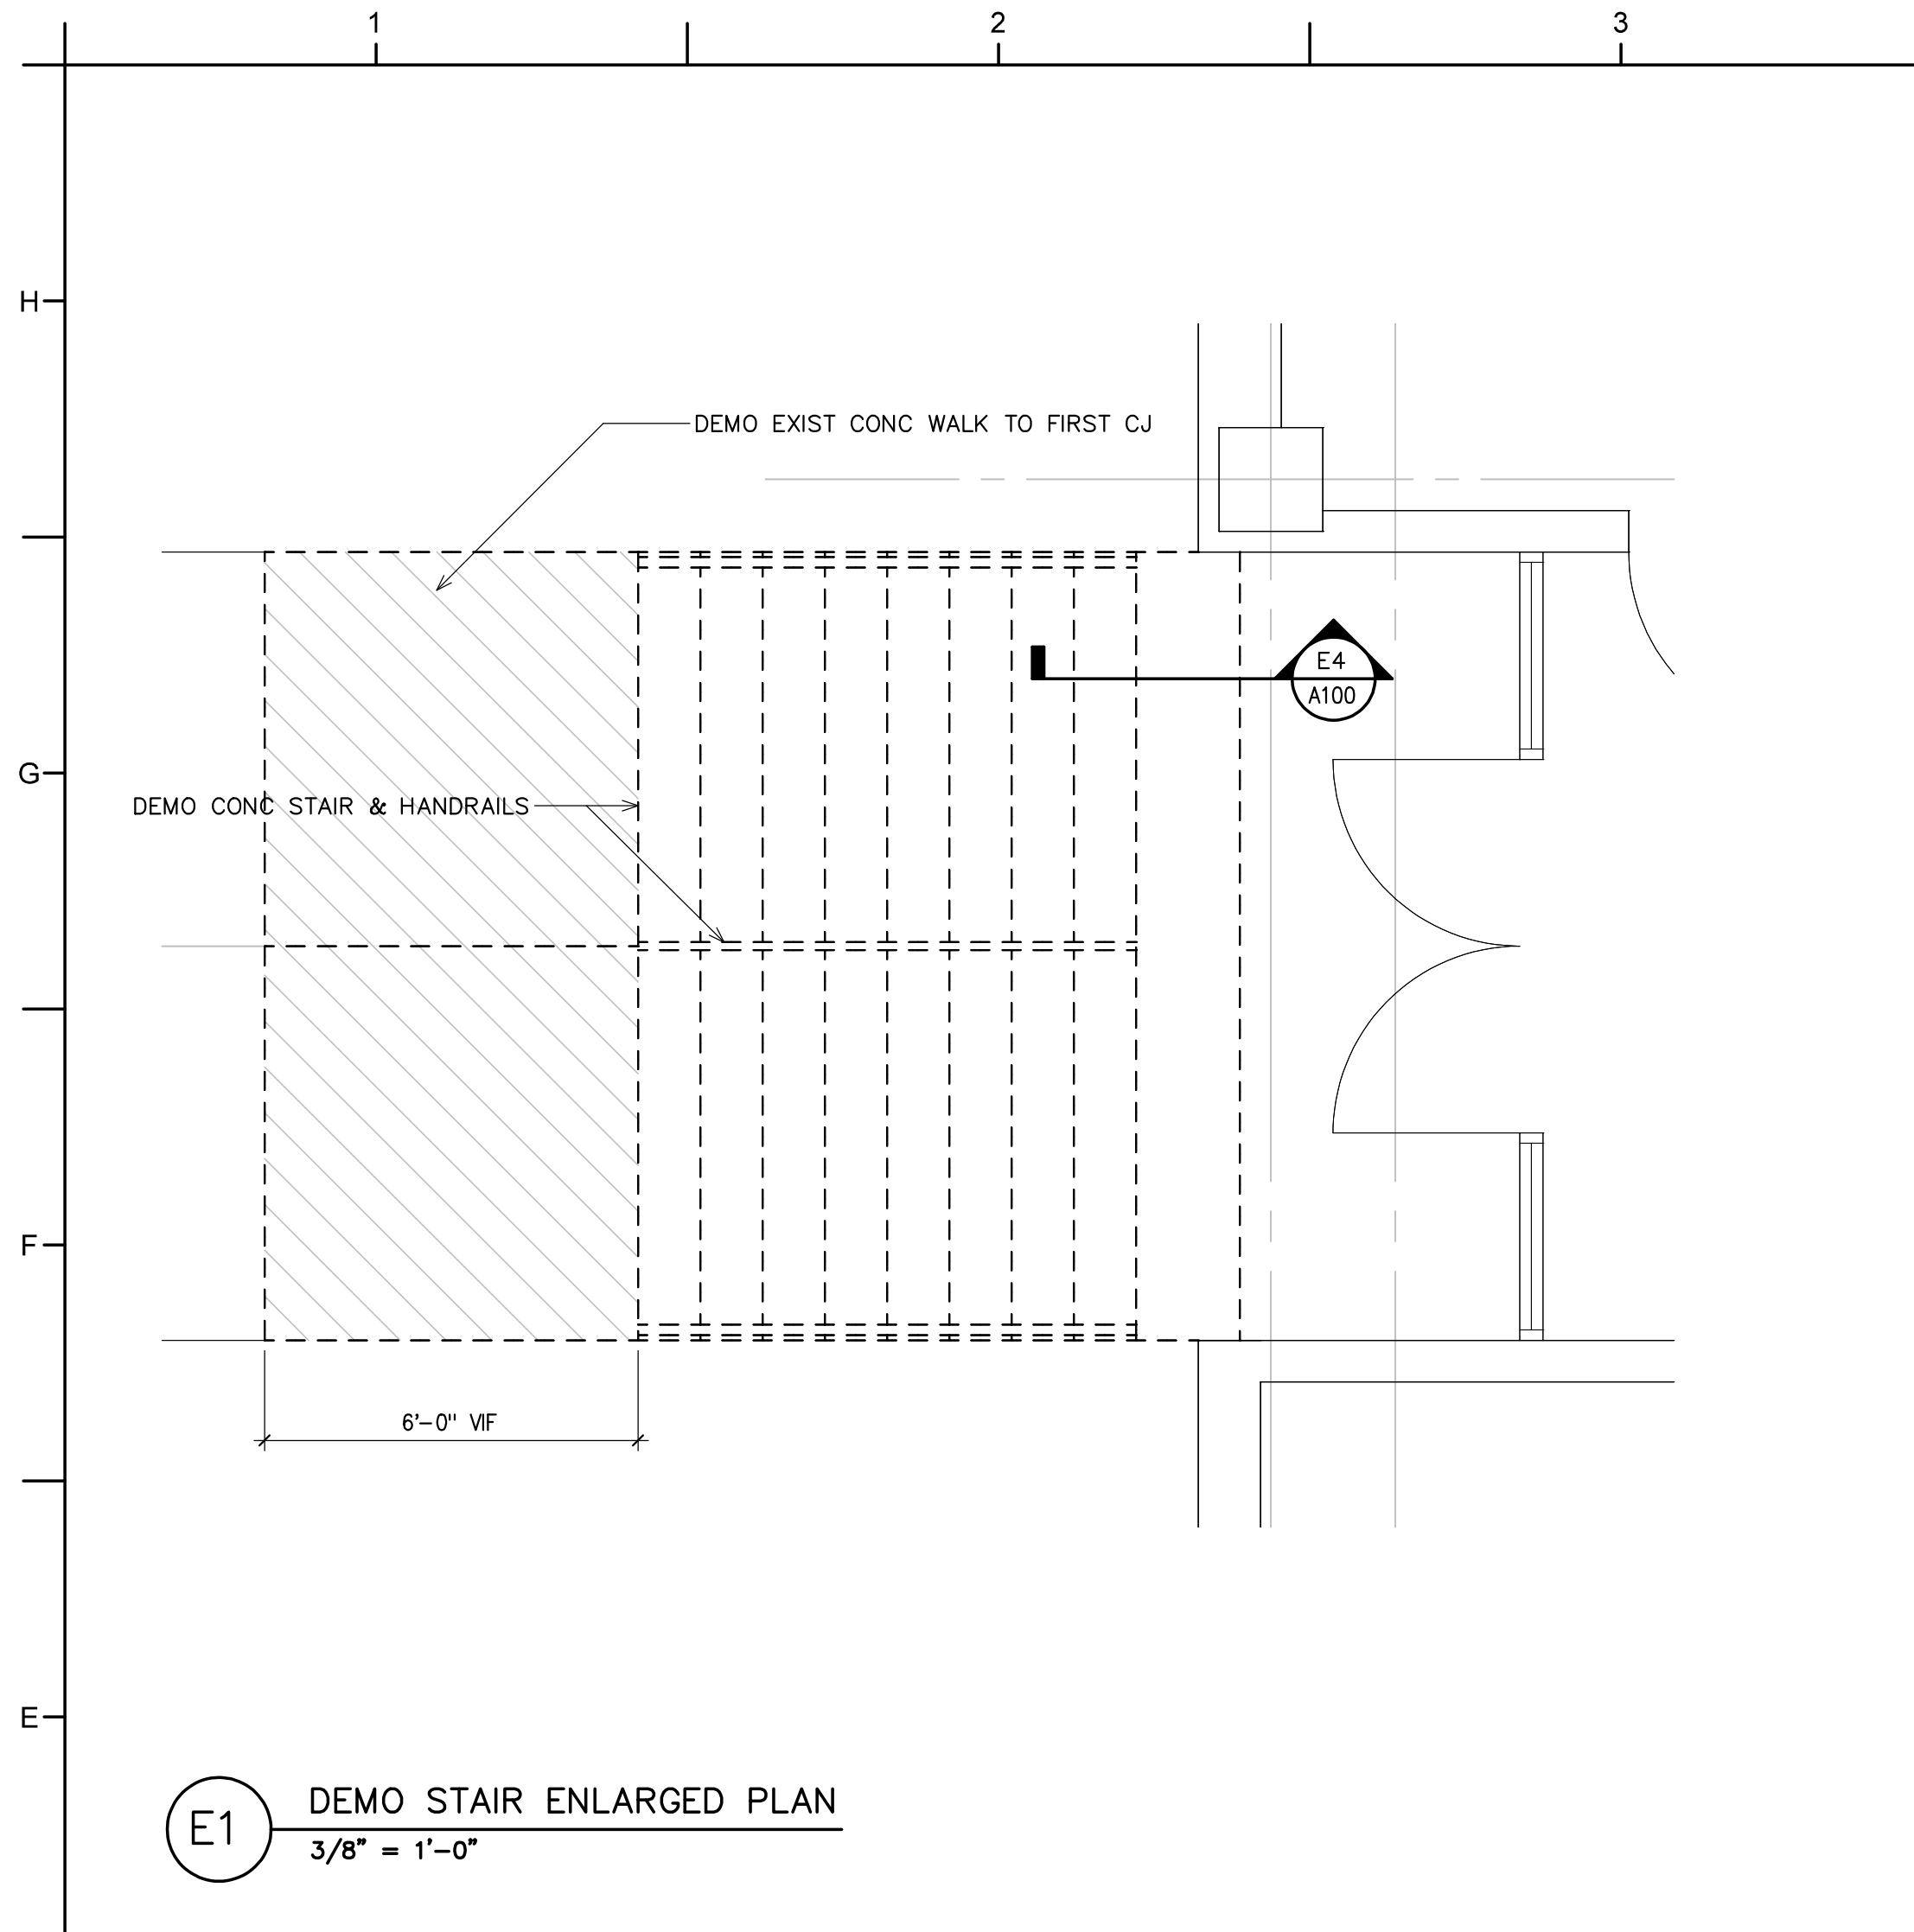 1 2 3
H
DEMO EXIST CONC WALK TO FIRST CJ
E4
A100
G
DEMO CONC STAIR & HANDRAILS
F
6'-0" VIF
E
E1
DEMO STAIR ENLARGED PLAN
3/8" = 1'-0"